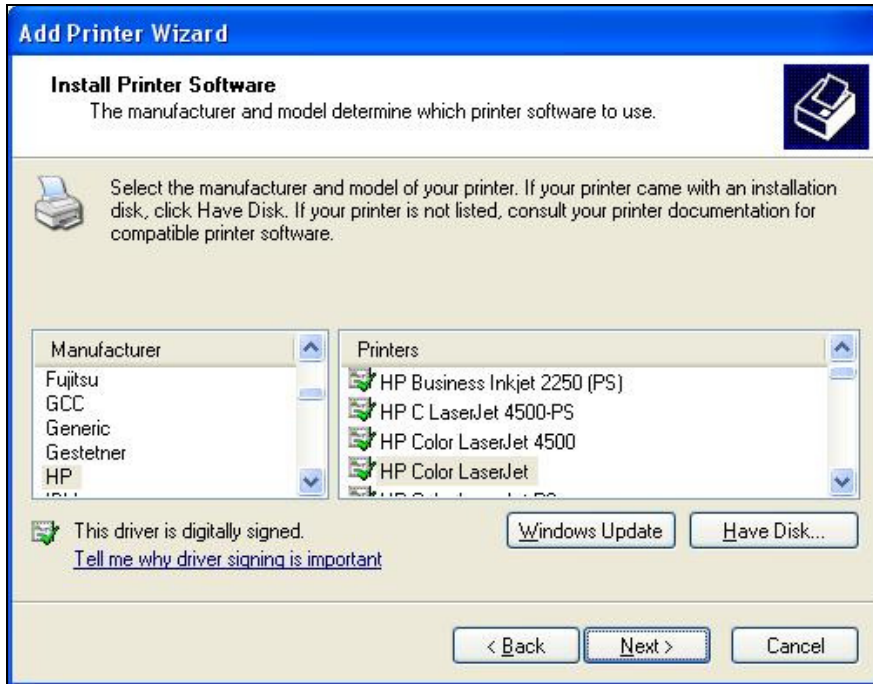 Add Printer Wizard
Install Printer Software
The manufacturer and model determine which printer software to use.
Select the manufacturer and model of your printer. If your printer came with an installation
disk, click Have Disk. If your printer is not listed, consult your printer documentation for
compatible printer software.
Manufacturer
Fujitsu
GCC
Generic
Gestetner
HP
Printers
HP Business Inkjet 2250 (PS)
HP C LaserJet 4500-PS
HP Color LaserJet 4500
HP Color LaserJet
This driver is digitally signed.
Tell me why driver signing is important
Windows Update
Have Disk...
< Back
Next >
Cancel